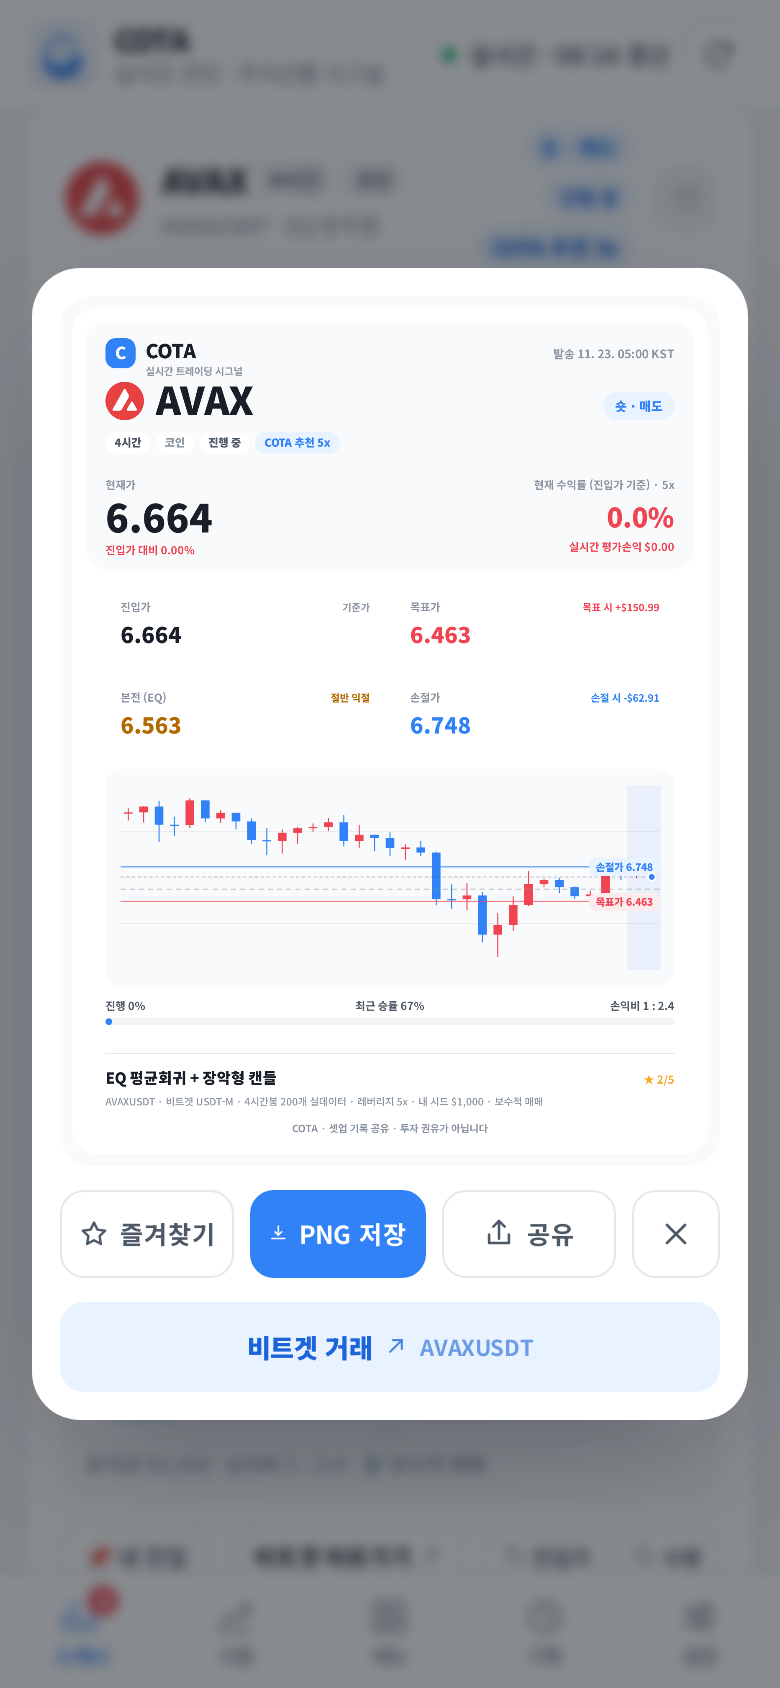 COTA
AVAX
C COTA
실시간 트레이딩 시그널
발송 11. 23. 05:00 KST
AVAX
숏 · 매도
4시간 코인 진행 중 COTA 추천 5x
현재가
현재 수익률 (진입가 기준) · 5x
6.664
0.0%
진입가 대비 0.00%
실시간 평가손익 $0.00
진입가 기준가
6.664
목표가 목표 시 +$150.99
6.463
본전 (EQ) 절반 익절
6.563
손절가 손절 시 -$62.91
6.748
손절가 6.748
목표가 6.463
진행 0% 최근 승률 67% 손익비 1 : 2.4
EQ 평균회귀 + 장악형 캔들
★ 2/5
AVAXUSDT · 비트겟 USDT-M · 4시간봉 200개 실데이터 · 레버리지 5x · 내 시드 $1,000 · 보수적 매매
COTA · 셋업 기록 공유 · 투자 권유가 아닙니다
즐겨찾기 PNG 저장 공유
비트겟 거래 AVAXUSDT